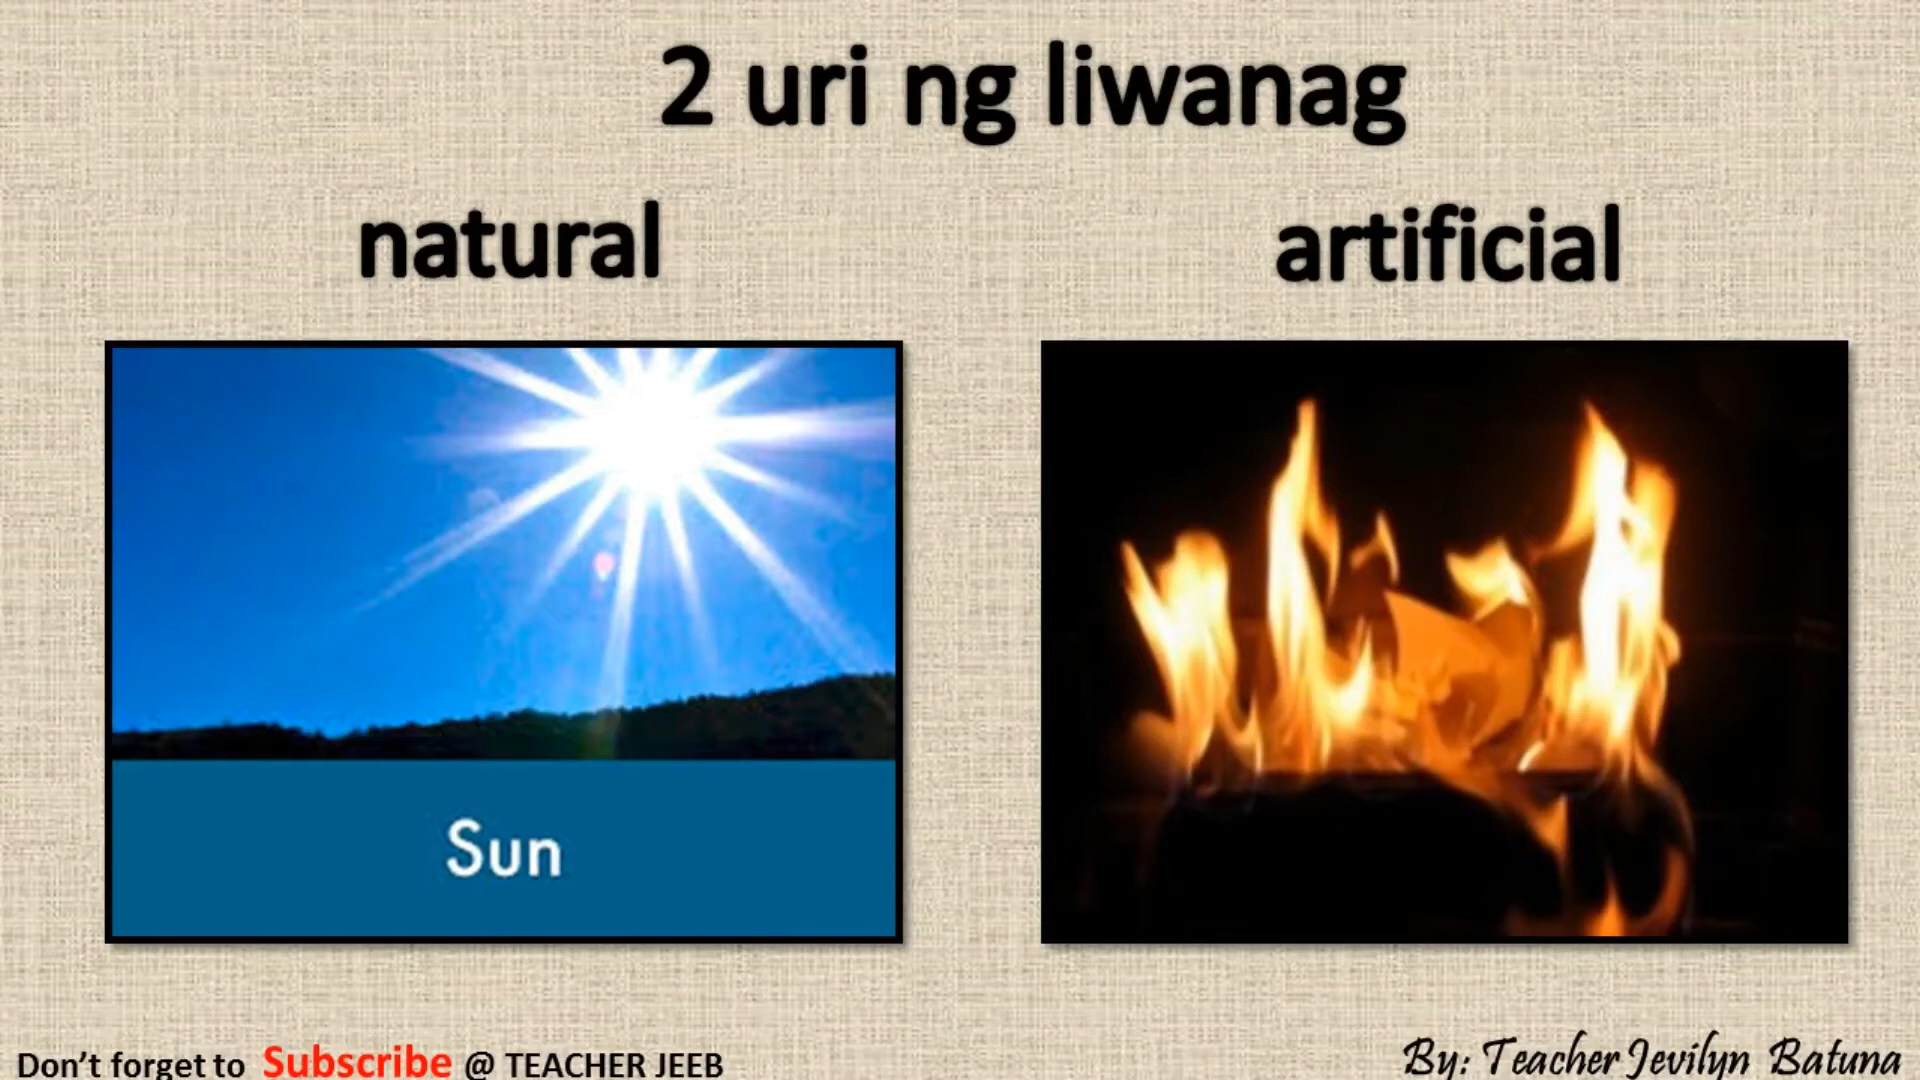 2 uri ng liwanag
natural
artificial
Sun
Don't forget to Subscribe @ TEACHER JEEB
By: Teacher Jevilyn Batuna